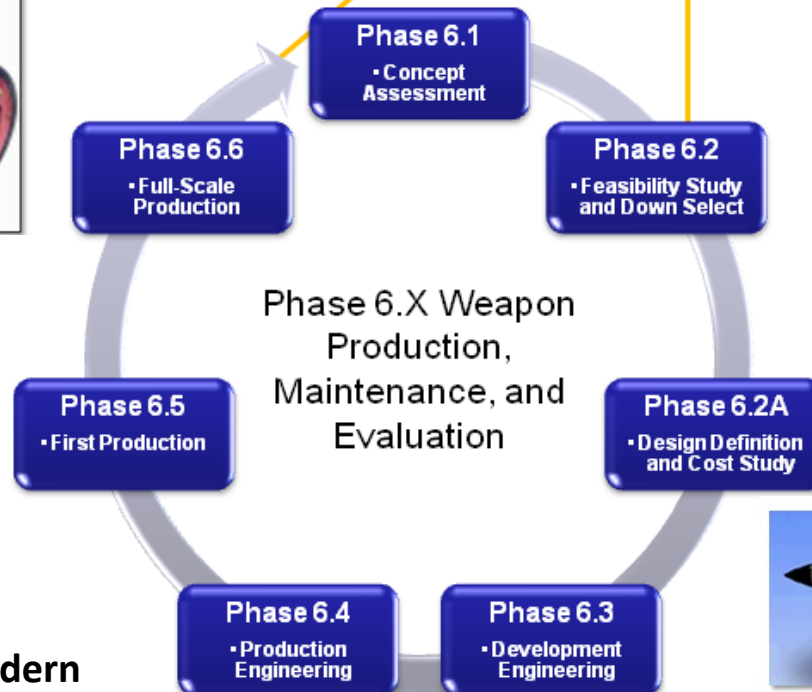 Phase 6.1
▪Concept
Assessment
Phase 6.6
▪Full-Scale
Production
Phase 6.2
▪Feasibility Study
and Down Select
Phase 6.X Weapon
Production,
Maintenance, and
Evaluation
Phase 6.5
▪First Production
Phase 6.2A
▪Design Definition
and Cost Study
Phase 6.4
▪Production
Engineering
Phase 6.3
▪Development
Engineering
dern